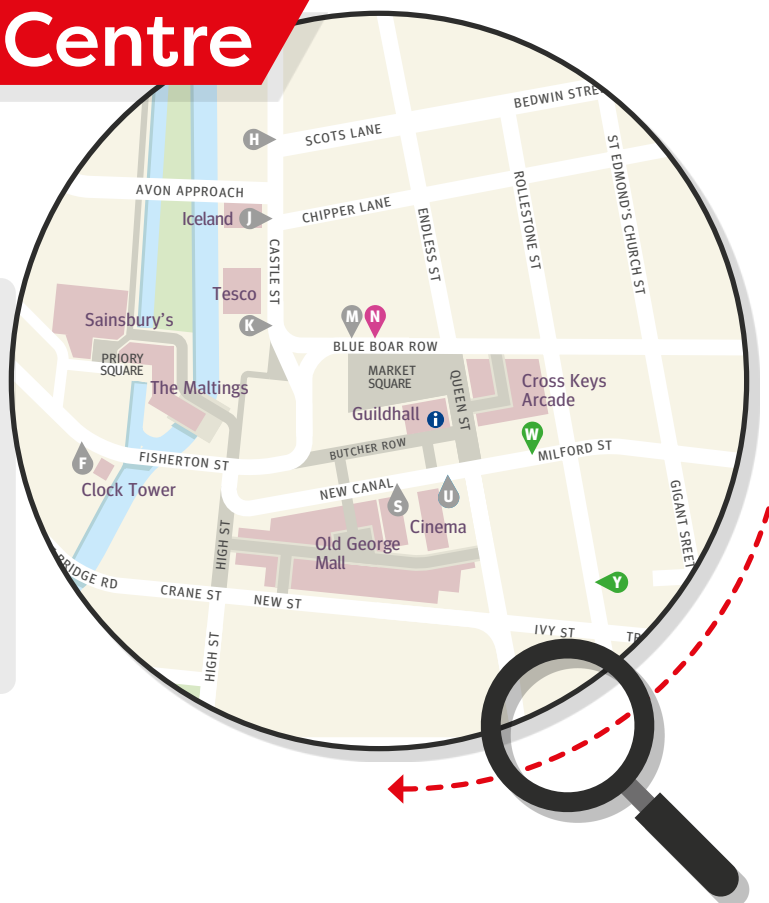 Centre
BEDWIN STRE
H
SCOTS LANE
ST EDMOND'S CHURCH ST
AVON APPROACH
ROLLESTONE ST
Iceland
J
CHIPPER LANE
ENDLESS ST
CASTLE ST
Tesco
Sainsbury's
K
M
N
BLUE BOAR ROW
PRIORY
SQUARE
MARKET
SQUARE
The Maltings
QUEEN ST
Cross Keys
Arcade
Guildhall
i
W
MILFORD ST
BUTCHER ROW
F
FISHERTON ST
Clock Tower
NEW CANAL
S
U
Cinema
GIGANT SREET
HIGH ST
Old George
Mall
RBRIDGE RD
CRANE ST
NEW ST
Y
IVY ST
TR
HIGH ST